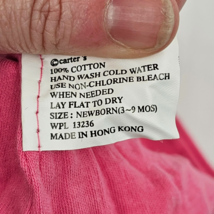 ©carter's
100% COTTON
HAND WASH COLD WATER
USE NON-CHLORINE BLEACH
WHEN NEEDED
LAY FLAT TO DRY
SIZE: NEWBORN(3~9 MOS)
WPL 13236
MADE IN HONG KONG